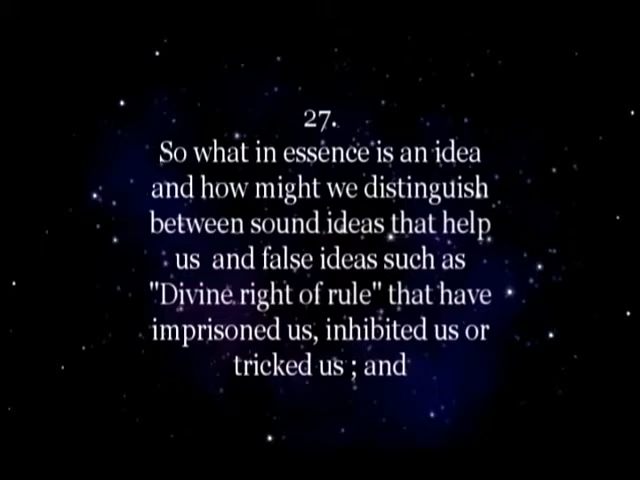 27.
So what in essence is an idea
and how might we distinguish
between sound ideas that help
us and false ideas such as
"Divine right of rule" that have
imprisoned us, inhibited us or
tricked us ; and